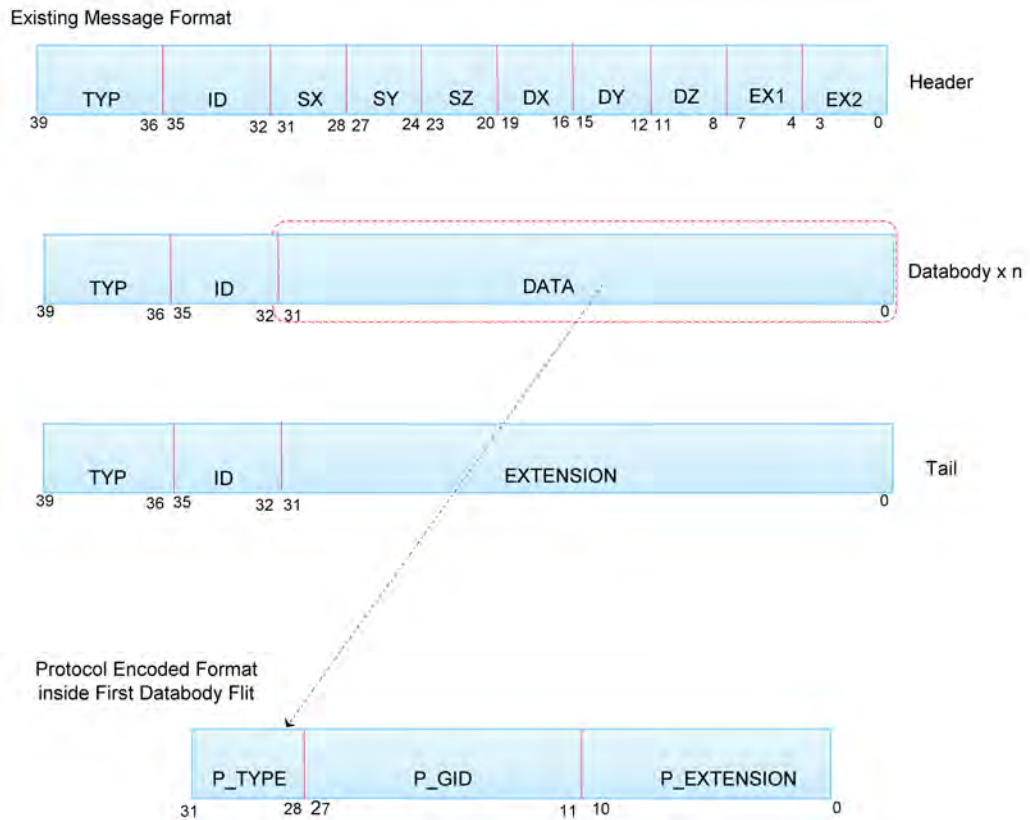 Existing Message Format
TYP ID SX SY SZ DX DY DZ EX1 EX2 Header
39 36 35 32 31 28 27 24 23 20 19 16 15 12 11 8 7 4 3 0
TYP ID DATA Databody x n
39 36 35 32 31 0
TYP ID EXTENSION Tail
39 36 35 32 31 0
Protocol Encoded Format
inside First Databody Flit
P_TYPE P_GID P_EXTENSION
31 28 27 11 10 0